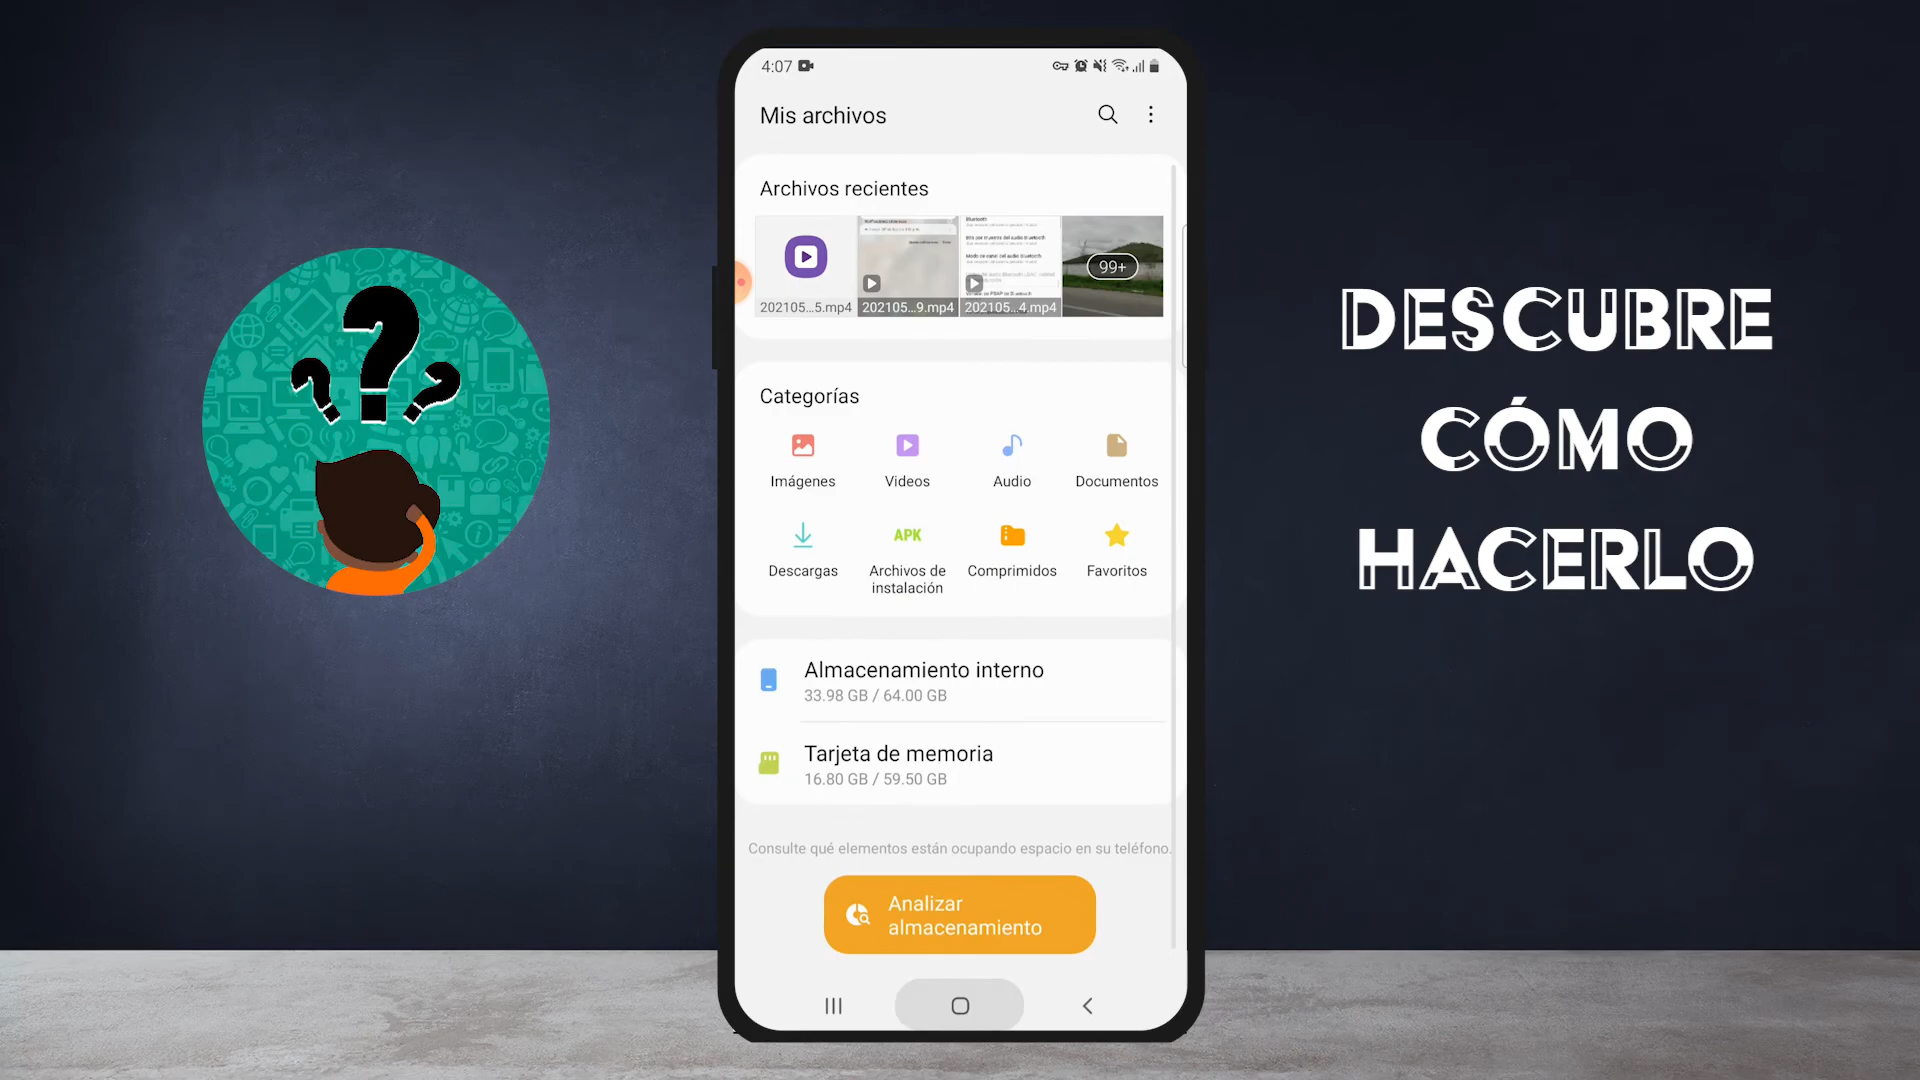 4:07
Mis archivos
Archivos recientes
202105...5.mp4
202105...9.mp4
202105...4.mp4
99+
Categorías
Imágenes
Videos
Audio
Documentos
Descargas
APK
Archivos de
instalación
Comprimidos
Favoritos
Almacenamiento interno
33.98 GB / 64.00 GB
Tarjeta de memoria
16.80 GB / 59.50 GB
Consulte qué elementos están ocupando espacio en su teléfono.
Analizar
almacenamiento
DESCUBRE
CÓMO
HACERLO